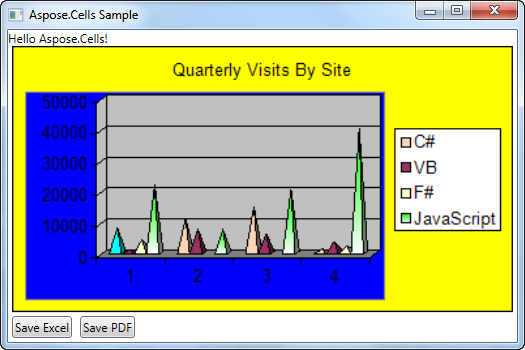 Aspose.Cells Sample
Hello Aspose.Cells!
Quarterly Visits By Site
50000
40000
30000
20000
10000
0
1 2 3 4
C#
VB
F#
JavaScript
Save Excel Save PDF